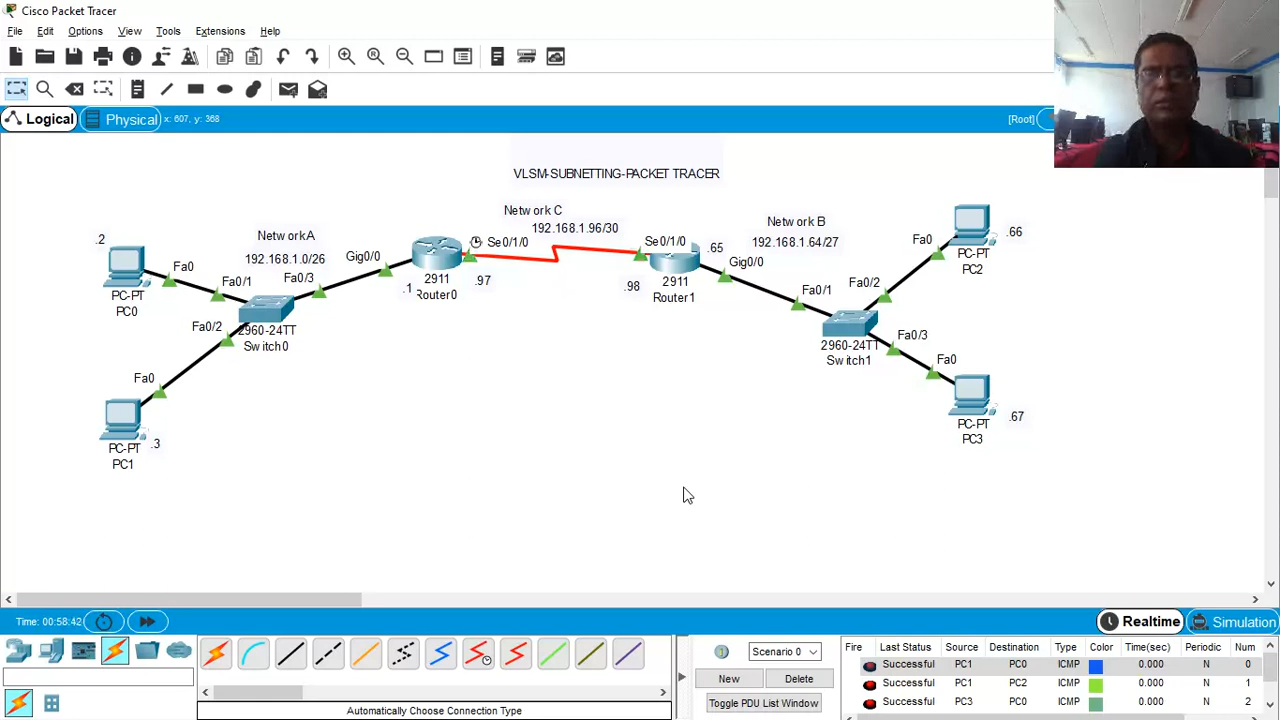 Cisco Packet Tracer
File Edit Options View Tools Extensions Help
Logical Physical x: 607, y: 368 [Root]
VLSM-SUBNETTING-PACKET TRACER
Network C
192.168.1.96/30
Network A
192.168.1.0/26
Network B
192.168.1.64/27
.2
Fa0
PC-PT
PC0
Fa0/1
Fa0/3
Fa0/2
2960-24TT
Switch0
Fa0
PC-PT
PC1
.3
Gig0/0
.1
2911
Router0
Se0/1/0
.97
Se0/1/0
.98
2911
Router1
.65
Gig0/0
Fa0/1
Fa0/2
Fa0/3
2960-24TT
Switch1
Fa0
PC-PT
PC2
.66
Fa0
PC-PT
PC3
.67
Time: 00:58:42
Realtime Simulation
Automatically Choose Connection Type
Scenario 0
New Delete
Toggle PDU List Window
Fire Last Status Source Destination Type Color Time(sec) Periodic Num
Successful PC1 PC0 ICMP 0.000 N 0
Successful PC1 PC2 ICMP 0.000 N 1
Successful PC3 PC0 ICMP 0.000 N 2